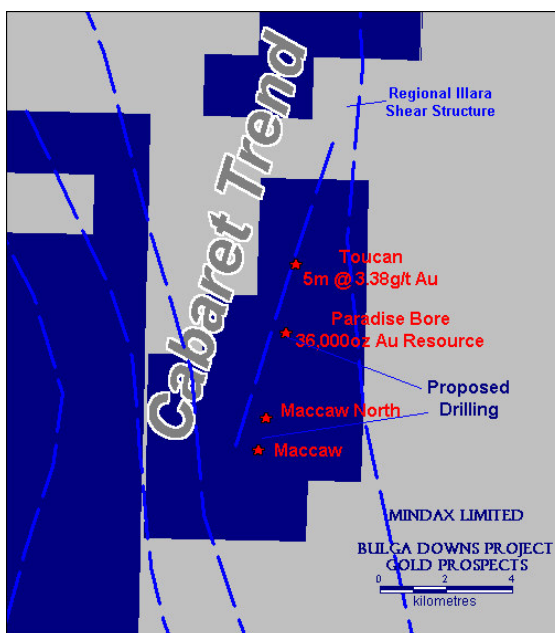 Cabaret Trend
Regional Illara
Shear Structure
Toucan
5m @ 3.38g/t Au
Paradise Bore
36,000oz Au Resource
Proposed
Drilling
Maccaw North
Maccaw
MINDAX LIMITED
BULGA DOWNS PROJECT
GOLD PROSPECTS
0 2 4
kilometres